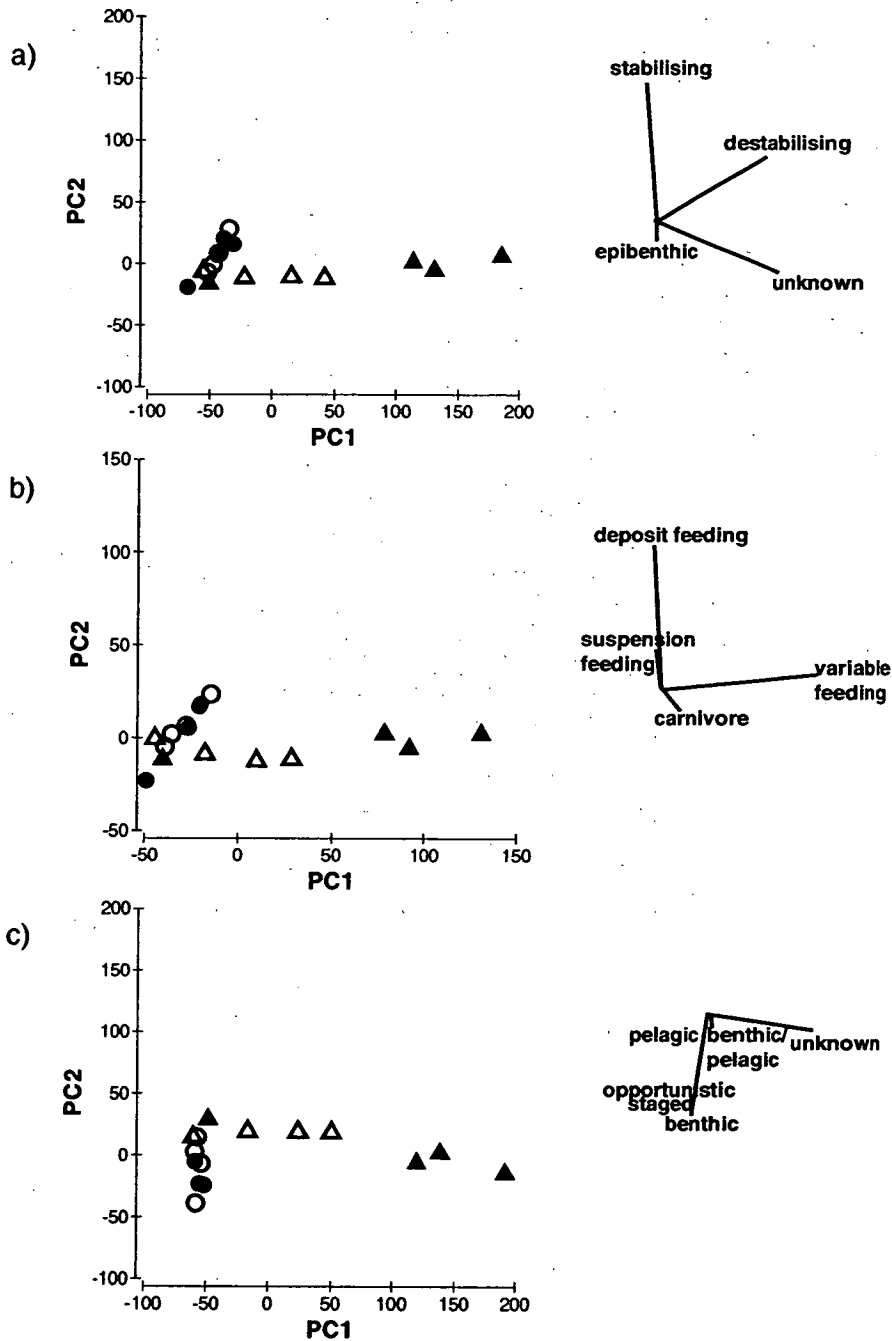 a)
200
150
100
50
0
-50
-100
PC2
-100 -50 0 50 100 150 200
PC1
stabilising
destabilising
epibenthic
unknown
b)
150
100
50
0
-50
PC2
-50 0 50 100 150
PC1
deposit feeding
suspension
feeding
variable
feeding
carnivore
c)
200
150
100
50
0
-50
-100
PC2
-100 -50 0 50 100 150 200
PC1
pelagic benthic/ unknown
pelagic
opportunistic
staged
benthic